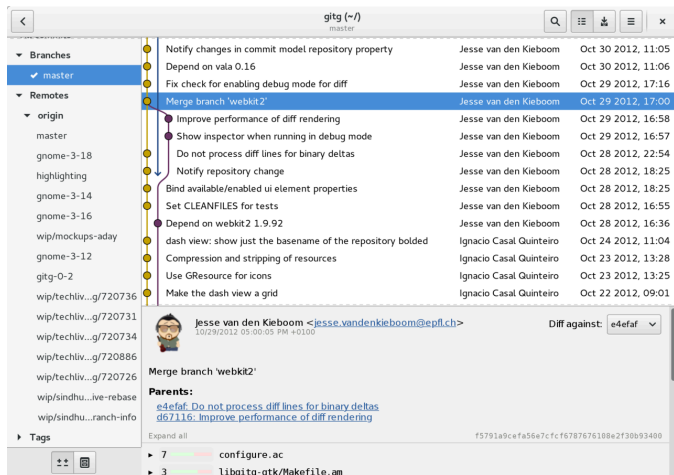 gitg (~/)
master
Branches
master
Remotes
origin
master
gnome-3-18
highlighting
gnome-3-14
gnome-3-16
wip/mockups-aday
gnome-3-12
gitg-0-2
wip/techliv...g/720736
wip/techliv...g/720731
wip/techliv...g/720734
wip/techliv...g/720886
wip/techliv...g/720726
wip/sindhu...ive-rebase
wip/sindhu...ranch-info
Tags
Notify changes in commit model repository property Jesse van den Kieboom Oct 30 2012, 11:05
Depend on vala 0.16 Jesse van den Kieboom Oct 30 2012, 11:06
Fix check for enabling debug mode for diff Jesse van den Kieboom Oct 29 2012, 17:16
Merge branch 'webkit2' Jesse van den Kieboom Oct 29 2012, 17:00
Improve performance of diff rendering Jesse van den Kieboom Oct 29 2012, 16:58
Show inspector when running in debug mode Jesse van den Kieboom Oct 29 2012, 16:57
Do not process diff lines for binary deltas Jesse van den Kieboom Oct 28 2012, 22:54
Notify repository change Jesse van den Kieboom Oct 28 2012, 18:25
Bind available/enabled ui element properties Jesse van den Kieboom Oct 28 2012, 18:25
Set CLEANFILES for tests Jesse van den Kieboom Oct 28 2012, 16:55
Depend on webkit2 1.9.92 Jesse van den Kieboom Oct 28 2012, 16:36
dash view: show just the basename of the repository bolded Ignacio Casal Quinteiro Oct 24 2012, 11:04
Compression and stripping of resources Ignacio Casal Quinteiro Oct 23 2012, 13:28
Use GResource for icons Ignacio Casal Quinteiro Oct 23 2012, 13:25
Make the dash view a grid Ignacio Casal Quinteiro Oct 22 2012, 09:01
Jesse van den Kieboom <jesse.vandenkieboom@epfl.ch> Diff against: e4efaf
10/29/2012 05:00:05 PM +0100
Merge branch 'webkit2'
Parents:
e4efaf: Do not process diff lines for binary deltas
d67116: Improve performance of diff rendering
Expand all
7 configure.ac
3 libgitg-gtk/Makefile.am